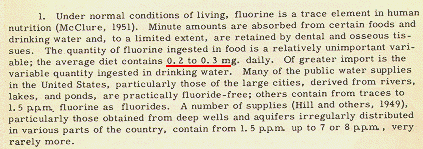 1. Under normal conditions of living, fluorine is a trace element in human
nutrition (McClure, 1951). Minute amounts are absorbed from certain foods and
drinking water and, to a limited extent, are retained by dental and osseous tis-
sues. The quantity of fluorine ingested in food is a relatively unimportant vari-
able; the average diet contains 0.2 to 0.3 mg. daily. Of greater import is the
variable quantity ingested in drinking water. Many of the public water supplies
in the United States, particularly those of the large cities, derived from rivers,
lakes, and ponds, are practically fluoride-free; others contain from traces to
1.5 p.p.m. fluorine as fluorides. A number of supplies (Hill and others, 1949),
particularly those obtained from deep wells and aquifers irregularly distributed
in various parts of the country, contain from 1.5 p.p.m. up to 7 or 8 p.p.m., very
rarely more.